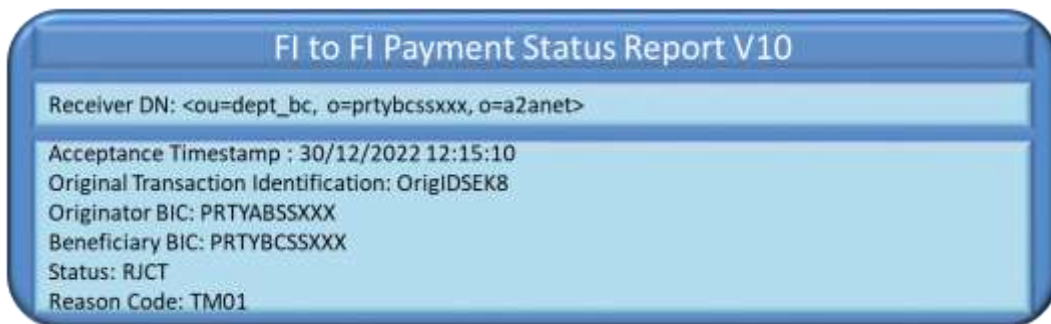 FI to FI Payment Status Report V10
Receiver DN: <ou=dept_bc, o=prtybcssxxx, o=a2anet>
Acceptance Timestamp : 30/12/2022 12:15:10
Original Transaction Identification: OrigIDSEK8
Originator BIC: PRTYABSSXXX
Beneficiary BIC: PRTYBCSSXXX
Status: RJCT
Reason Code: TM01